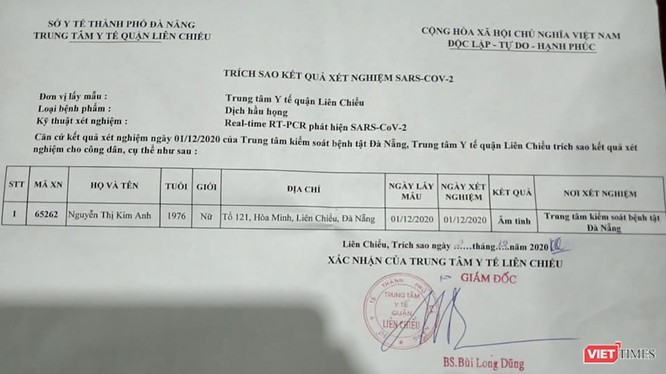 SỞ Y TẾ THÀNH PHỐ ĐÀ NẴNG
TRUNG TÂM Y TẾ QUẬN LIÊN CHIỂU
CỘNG HÒA XÃ HỘI CHỦ NGHĨA VIỆT NAM
ĐỘC LẬP - TỰ DO - HẠNH PHÚC
TRÍCH SAO KẾT QUẢ XÉT NGHIỆM SARS-COV-2
Đơn vị lấy mẫu : Trung tâm Y tế quận Liên Chiểu
Loại bệnh phẩm : Dịch hầu họng
Kỹ thuật xét nghiệm : Real-time RT-PCR phát hiện SARS-CoV-2
Căn cứ kết quả xét nghiệm ngày 01/12/2020 của Trung tâm kiểm soát bệnh tật Đà Nẵng, Trung tâm Y tế quận Liên Chiểu trích sao kết quả xét
nghiệm cho công dân, cụ thể như sau :
STT MÃ XN HỌ VÀ TÊN TUỔI GIỚI ĐỊA CHỈ NGÀY LẤY MẪU NGÀY XÉT NGHIỆM KẾT QUẢ NƠI XÉT NGHIỆM
1 65262 Nguyễn Thị Kim Anh 1976 Nữ Tổ 121, Hòa Minh, Liên Chiểu, Đà Nẵng 01/12/2020 01/12/2020 Âm tính Trung tâm kiểm soát bệnh tật Đà Nẵng
Liên Chiểu, Trích sao ngày ......tháng 12 năm 2020
XÁC NHẬN CỦA TRUNG TÂM Y TẾ LIÊN CHIỂU
GIÁM ĐỐC
TRUNG TÂM
Y TẾ
QUẬN
LIÊN CHIỂU
BS.Bùi Long Dũng
VIETTIMES